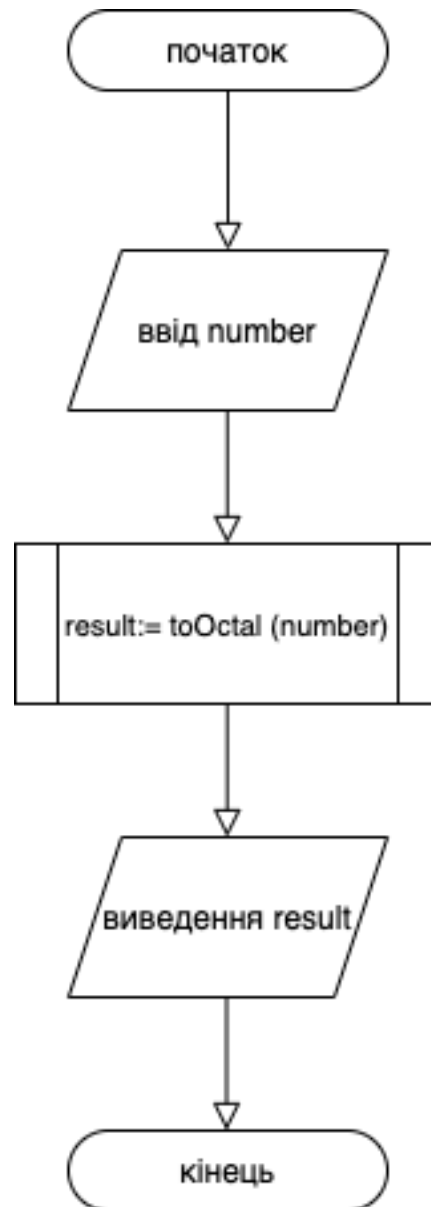 початок
ввід number
result:= toOctal (number)
виведення result
кінець